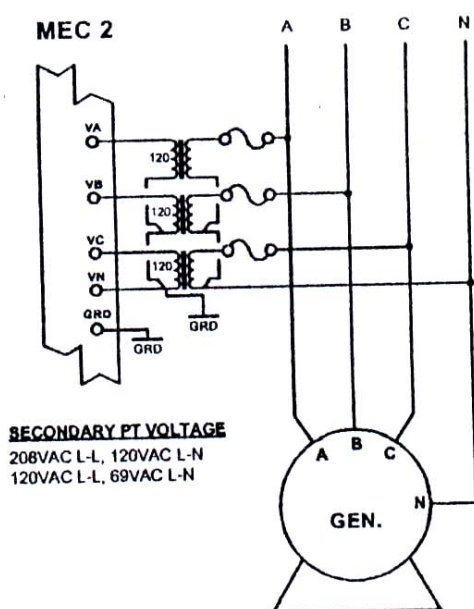 MEC 2
A B C N
VA
120
VB
120
VC
120
VN
GRD
GRD
GRD
SECONDARY PT VOLTAGE
208VAC L-L, 120VAC L-N
120VAC L-L, 69VAC L-N
A B C
N
GEN.